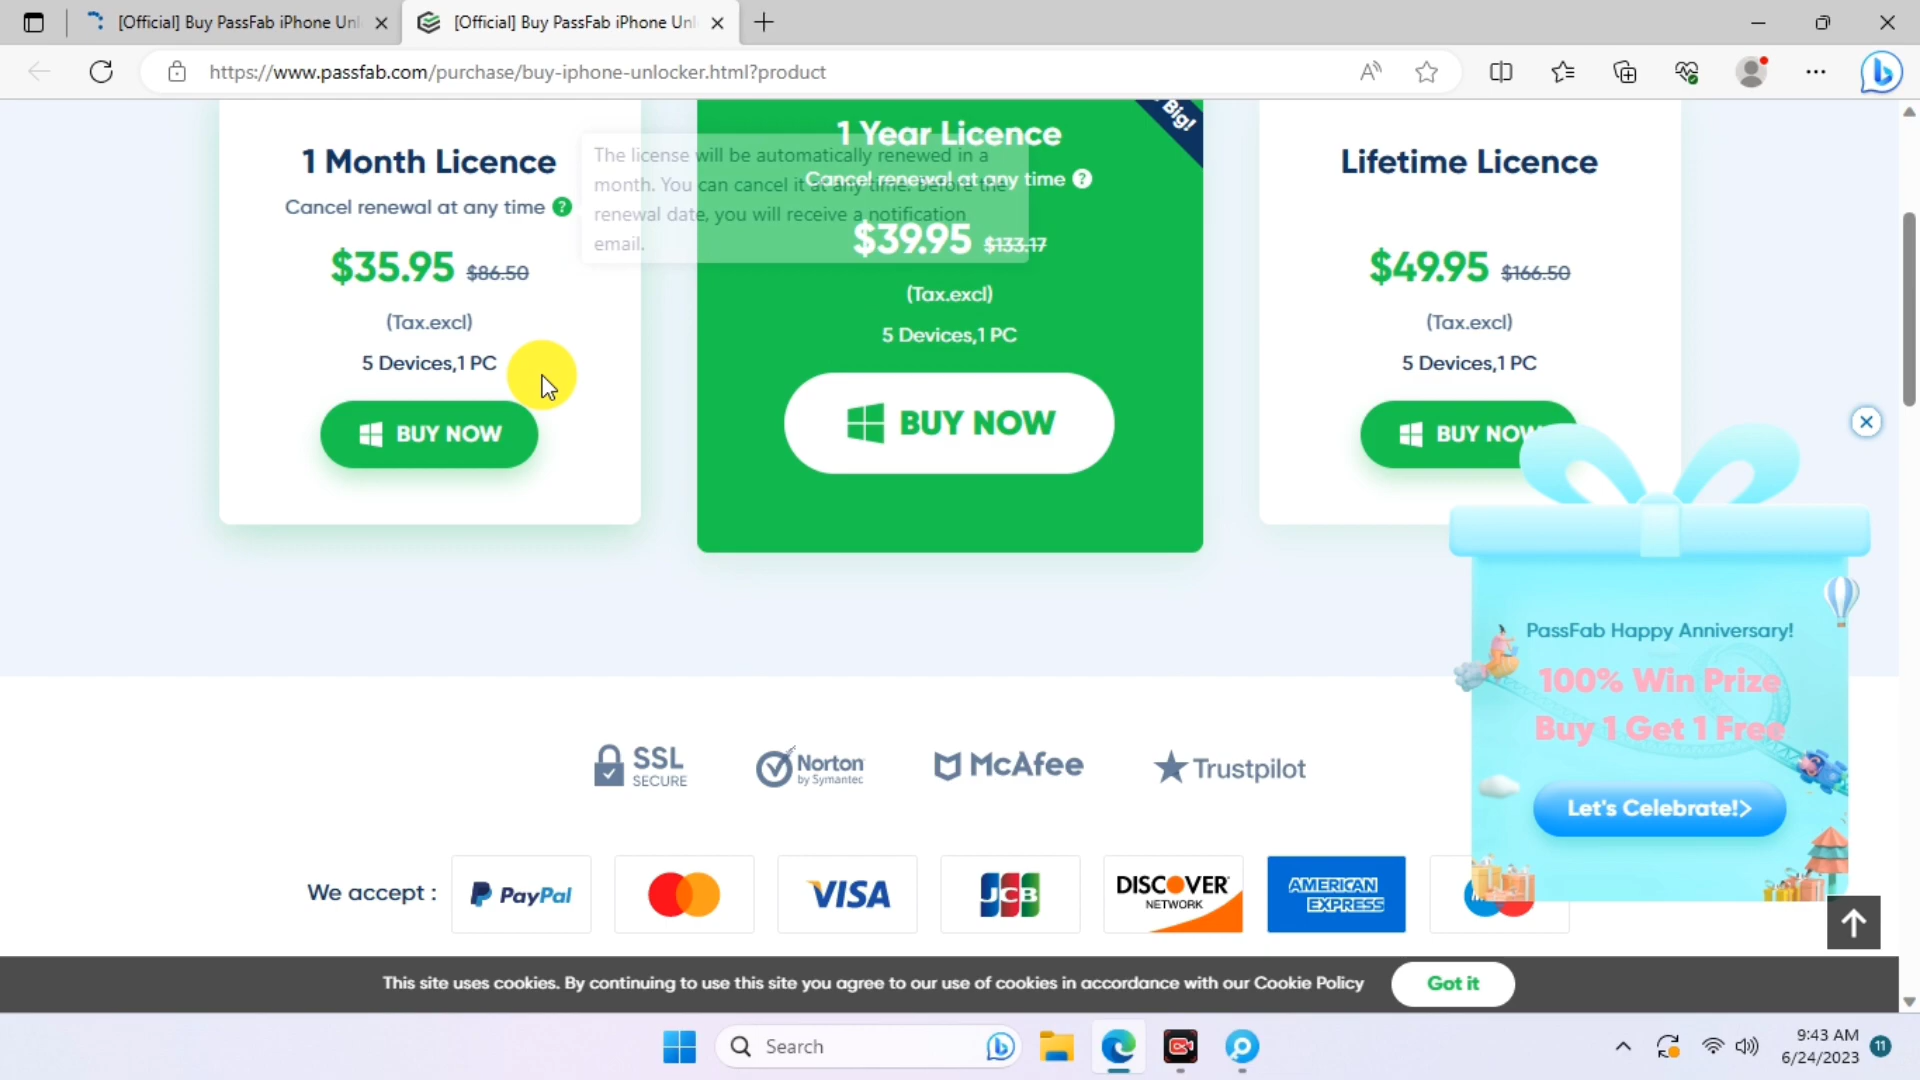 [Official] Buy PassFab iPhone Unl
[Official] Buy PassFab iPhone Unl
https://www.passfab.com/purchase/buy-iphone-unlocker.html?product
1 Month Licence
Cancel renewal at any time ?
$35.95 $86.50
(Tax.excl)
5 Devices,1 PC
BUY NOW
The license will be automatically renewed in a
month. You can cancel it at any time. Before the
renewal date, you will receive a notification
email.
Big!
1 Year Licence
Cancel renewal at any time ?
$39.95 $133.17
(Tax.excl)
5 Devices,1 PC
BUY NOW
Lifetime Licence
$49.95 $166.50
(Tax.excl)
5 Devices,1 PC
BUY NOW
PassFab Happy Anniversary!
100% Win Prize
Buy 1 Get 1 Free
Let's Celebrate!>
SSL
SECURE
Norton
by Symantec
McAfee
Trustpilot
We accept :
PayPal
VISA
JCB
DISCOVER
NETWORK
AMERICAN
EXPRESS
This site uses cookies. By continuing to use this site you agree to our use of cookies in accordance with our Cookie Policy
Got it
Search
9:43 AM
6/24/2023
11